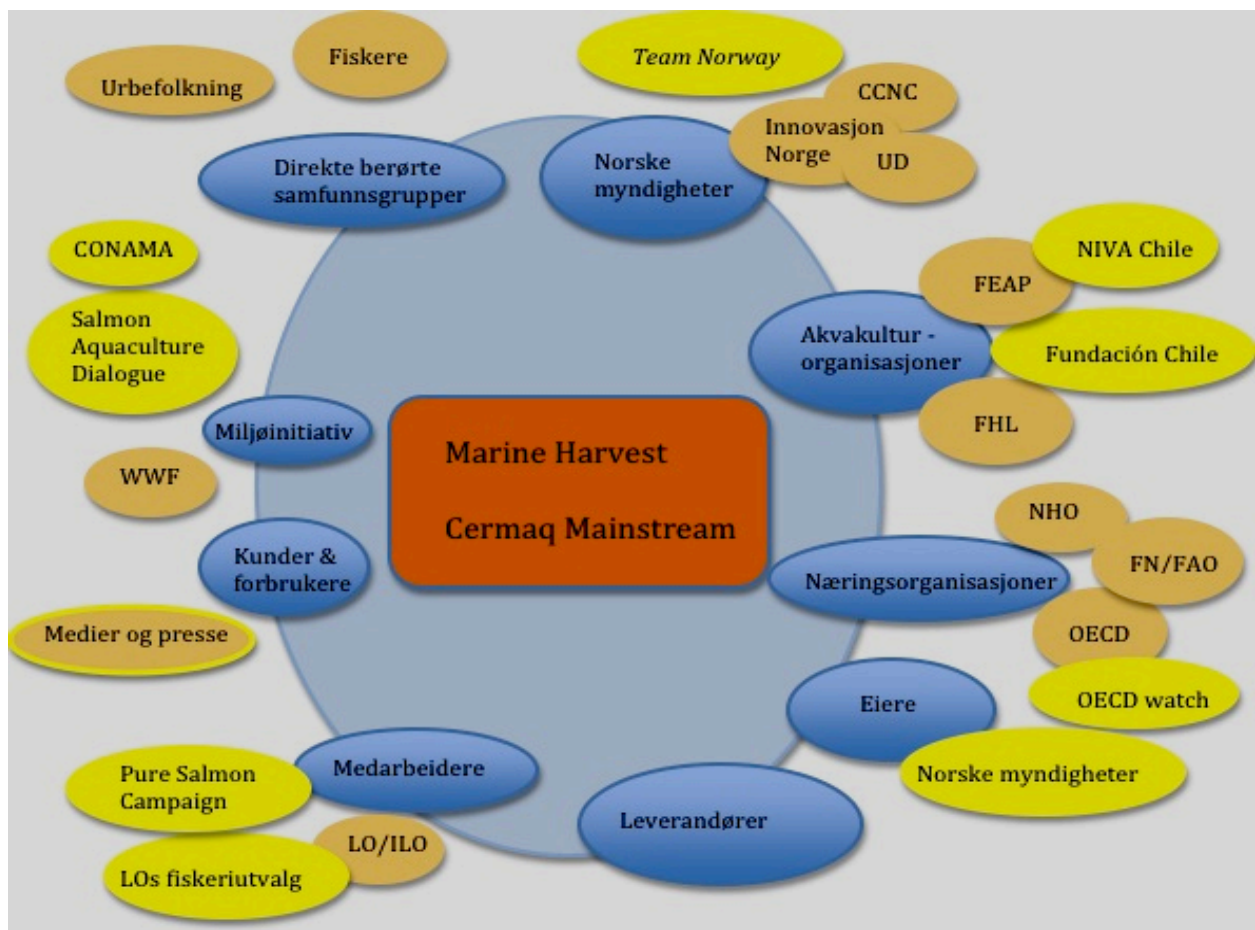 Fiskere
Urbefolkning
Team Norway
CCNC
Innovasjon
Norge
UD
Direkte berørte
samfunnsgrupper
Norske
myndigheter
CONAMA
Salmon
Aquaculture
Dialogue
NIVA Chile
FEAP
Akvakultur -
organisasjoner
Fundación Chile
FHL
Miljøinitiativ
WWF
Marine Harvest
Cermaq Mainstream
Kunder &
forbrukere
NHO
FN/FAO
Næringsorganisasjoner
OECD
Medier og presse
OECD watch
Eiere
Norske myndigheter
Pure Salmon
Campaign
Medarbeidere
Leverandører
LO/ILO
LOs fiskeriutvalg